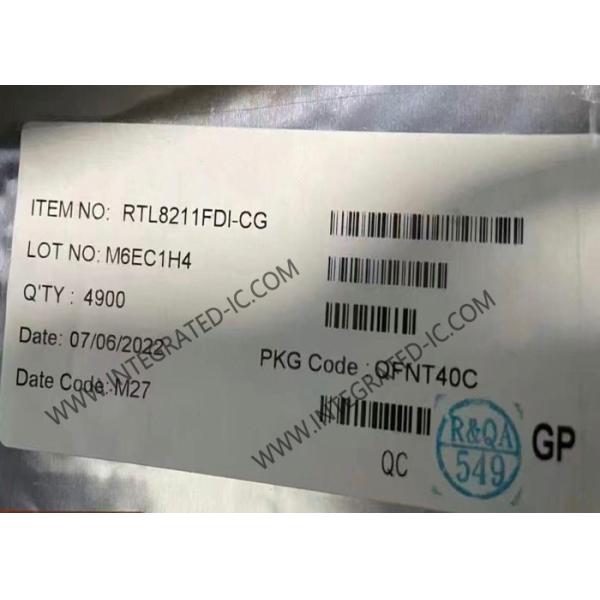 ITEM NO: RTL8211FDI-CG
LOT NO: M6EC1H4
Q'TY : 4900
Date: 07/06/2022
PKG Code : QFNT40C
Date Code: M27
QC
R&QA
549
GP
WWW.INTEGRATED-IC.COM
WWW.INTEGRATED-IC.COM